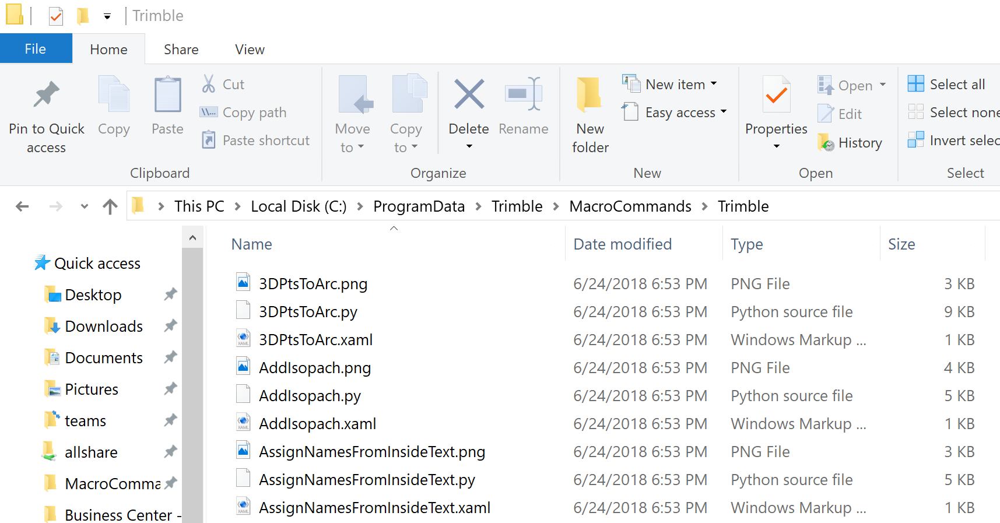 Trimble
File Home Share View
Pin to Quick access
Copy
Paste
Cut
Copy path
Paste shortcut
Clipboard
Move to
Copy to
Delete
Rename
Organize
New folder
New item
Easy access
New
Properties
Open
Edit
History
Open
Select all
Select none
Invert selec
Select
This PC > Local Disk (C:) > ProgramData > Trimble > MacroCommands > Trimble
Quick access
Desktop
Downloads
Documents
Pictures
teams
allshare
MacroComma
Business Center -
Name Date modified Type Size
3DPtsToArc.png 6/24/2018 6:53 PM PNG File 3 KB
3DPtsToArc.py 6/24/2018 6:53 PM Python source file 9 KB
3DPtsToArc.xaml 6/24/2018 6:53 PM Windows Markup ... 1 KB
AddIsopach.png 6/24/2018 6:53 PM PNG File 4 KB
AddIsopach.py 6/24/2018 6:53 PM Python source file 5 KB
AddIsopach.xaml 6/24/2018 6:53 PM Windows Markup ... 1 KB
AssignNamesFromInsideText.png 6/24/2018 6:53 PM PNG File 3 KB
AssignNamesFromInsideText.py 6/24/2018 6:53 PM Python source file 5 KB
AssignNamesFromInsideText.xaml 6/24/2018 6:53 PM Windows Markup ... 1 KB